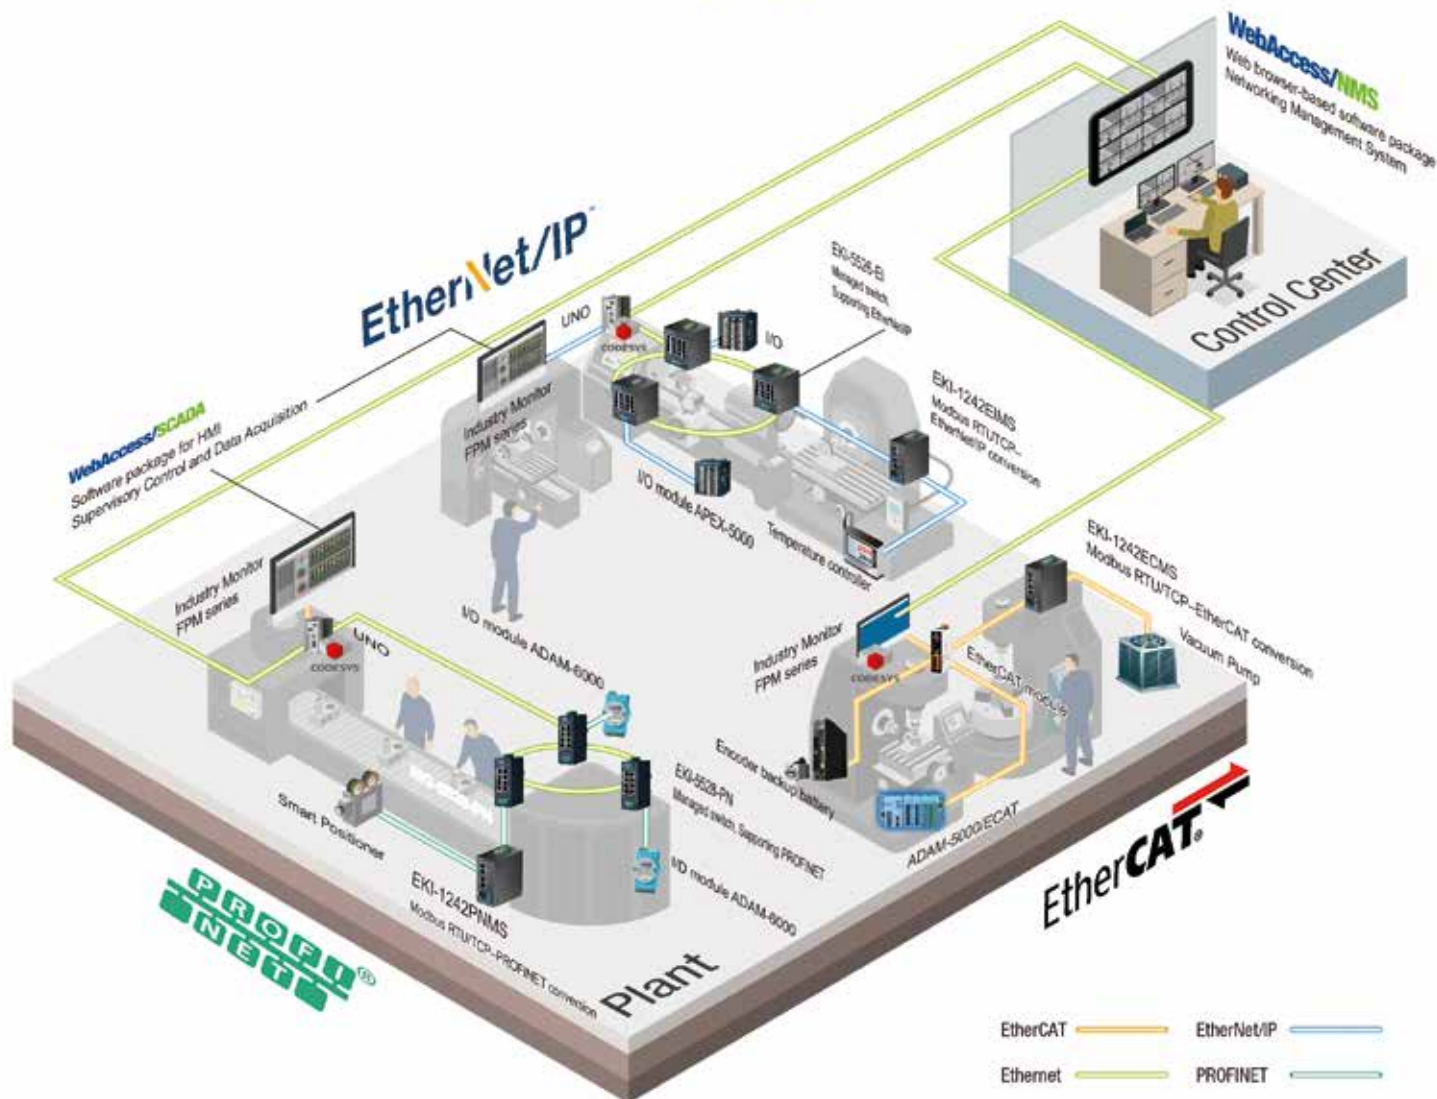 WebAccess/NMS
Web browser-based software package
Networking Management System
Control Center
EtherNet/IP
EKI-5526-EI
Managed switch
Supporting EtherNet/IP
UNO
CODESYS
I/O
Industry Monitor
FPM series
EKI-1242EIMS
Modbus RTU/TCP–
EtherNet/IP conversion
I/O module APEX-5000
Temperature controller
WebAccess/SCADA
Software package for HMI
Supervisory Control and Data Acquisition
Industry Monitor
FPM series
UNO
CODESYS
I/O module ADAM-6000
EKI-1242ECMS
Modbus RTU/TCP–EtherCAT conversion
Vacuum Pump
Industry Monitor
FPM series
CODESYS
EtherCAT module
Encoder backup battery
ADAM-5000/ECAT
EtherCAT®
EKI-5528-PN
Managed switch, Supporting PROFINET
I/O module ADAM-6000
Smart Positioner
EKI-1242PNMS
Modbus RTU/TCP–PROFINET conversion
PROFI
NET®
Plant
EtherCAT
EtherNet/IP
Ethernet
PROFINET